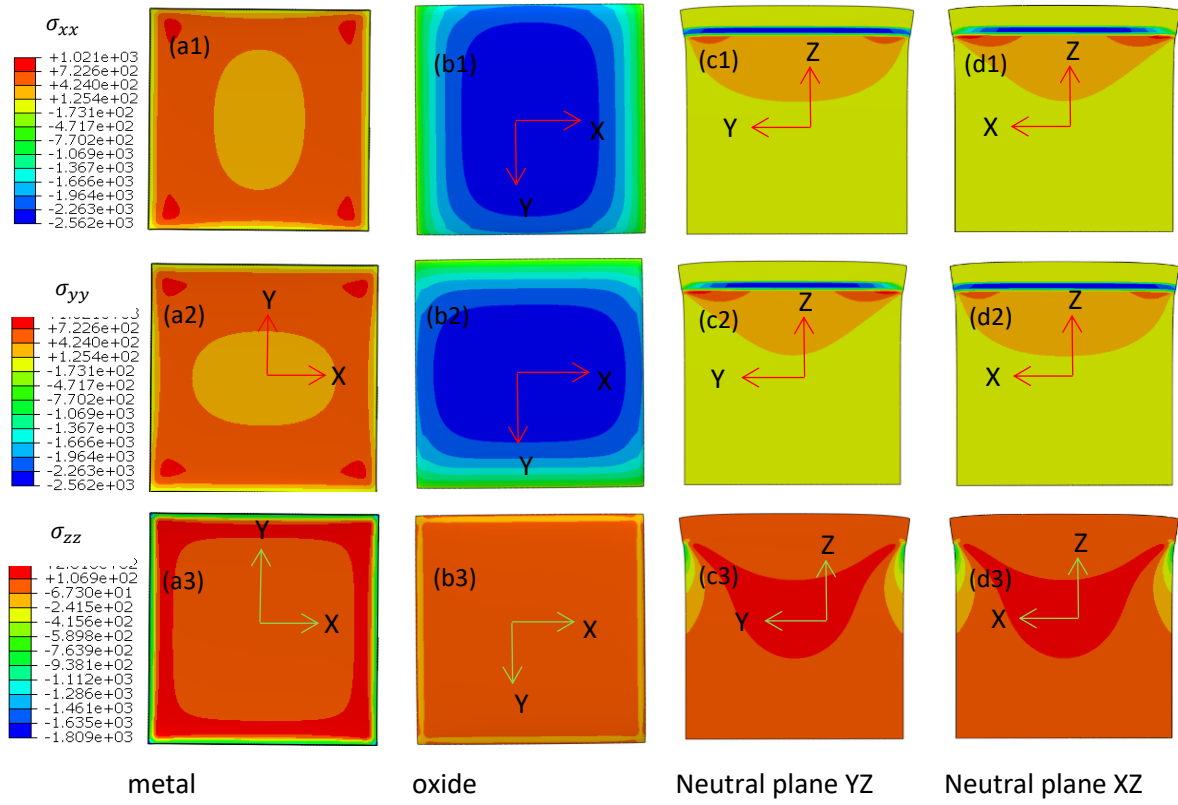 σxx
+1.021e+03
+7.226e+02
+4.240e+02
+1.254e+02
-1.731e+02
-4.717e+02
-7.702e+02
-1.069e+03
-1.367e+03
-1.666e+03
-1.964e+03
-2.263e+03
-2.562e+03
(a1)
(b1)
X
Y
(c1)
Z
Y
(d1)
Z
X
σyy
+7.226e+02
+4.240e+02
+1.254e+02
-1.731e+02
-4.717e+02
-7.702e+02
-1.069e+03
-1.367e+03
-1.666e+03
-1.964e+03
-2.263e+03
-2.562e+03
(a2)
Y
X
(b2)
X
Y
(c2)
Z
Y
(d2)
Z
X
σzz
+1.069e+02
-6.730e+01
-2.415e+02
-4.156e+02
-5.898e+02
-7.639e+02
-9.381e+02
-1.112e+03
-1.286e+03
-1.461e+03
-1.635e+03
-1.809e+03
(a3)
Y
X
(b3)
X
Y
(c3)
Z
Y
(d3)
Z
X
metal
oxide
Neutral plane YZ
Neutral plane XZ